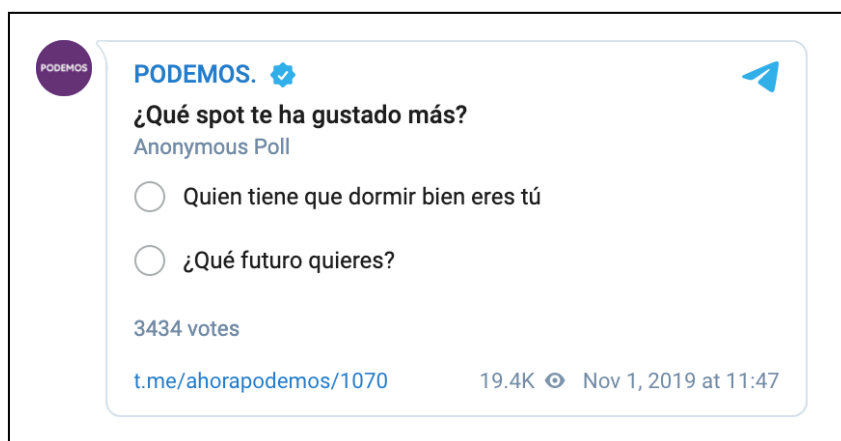 PODEMOS
PODEMOS.
¿Qué spot te ha gustado más?
Anonymous Poll
Quien tiene que dormir bien eres tú
¿Qué futuro quieres?
3434 votes
t.me/ahorapodemos/1070 19.4K Nov 1, 2019 at 11:47